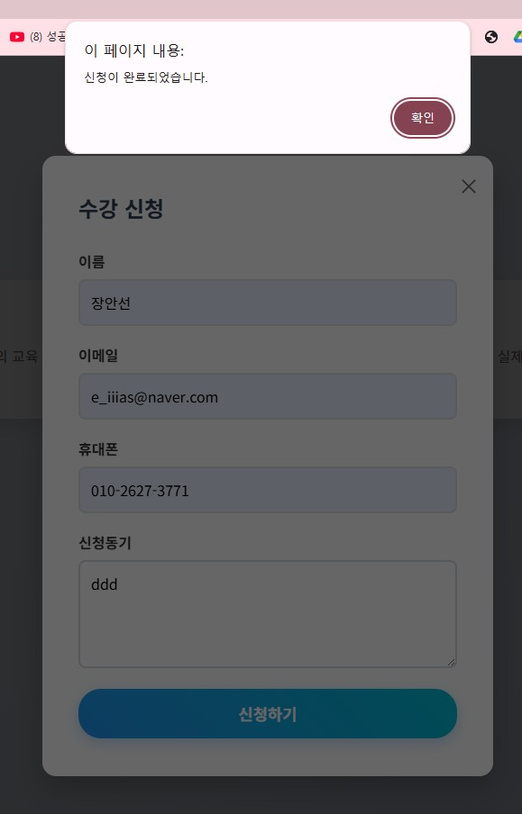 (8) 성공
이 페이지 내용:
신청이 완료되었습니다.
확인
수강 신청
이름
장안선
이메일
e_iiias@naver.com
의 교육
실제
휴대폰
010-2627-3771
신청동기
ddd
신청하기